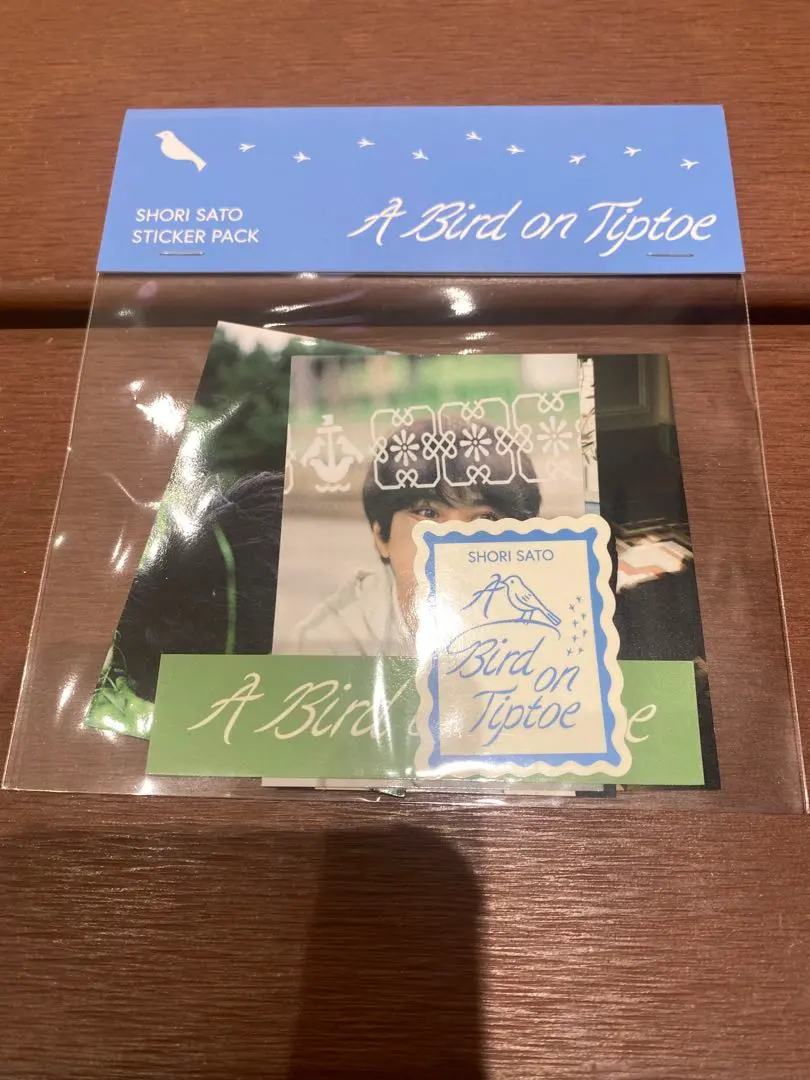 SHORI SATO
STICKER PACK
A Bird on Tiptoe
SHORI SATO
A
Bird
on
Tiptoe
A Bird
e